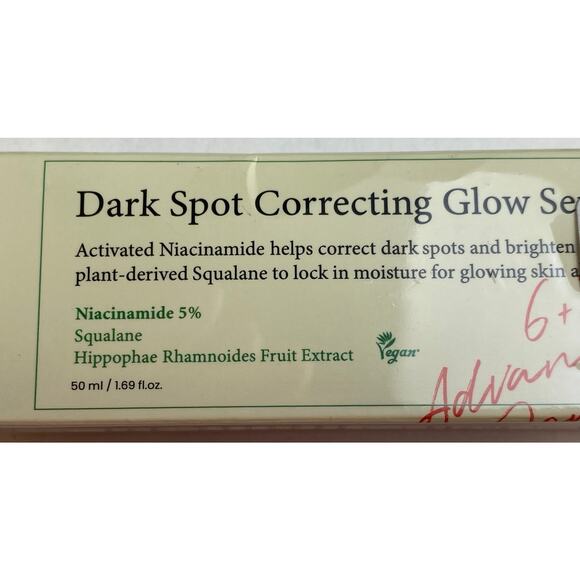 Dark Spot Correcting Glow Se
Activated Niacinamide helps correct dark spots and brighten
plant-derived Squalane to lock in moisture for glowing skin a
Niacinamide 5%
Squalane
Hippophae Rhamnoides Fruit Extract
Vegan
50 ml / 1.69 fl.oz.
6+
Advan